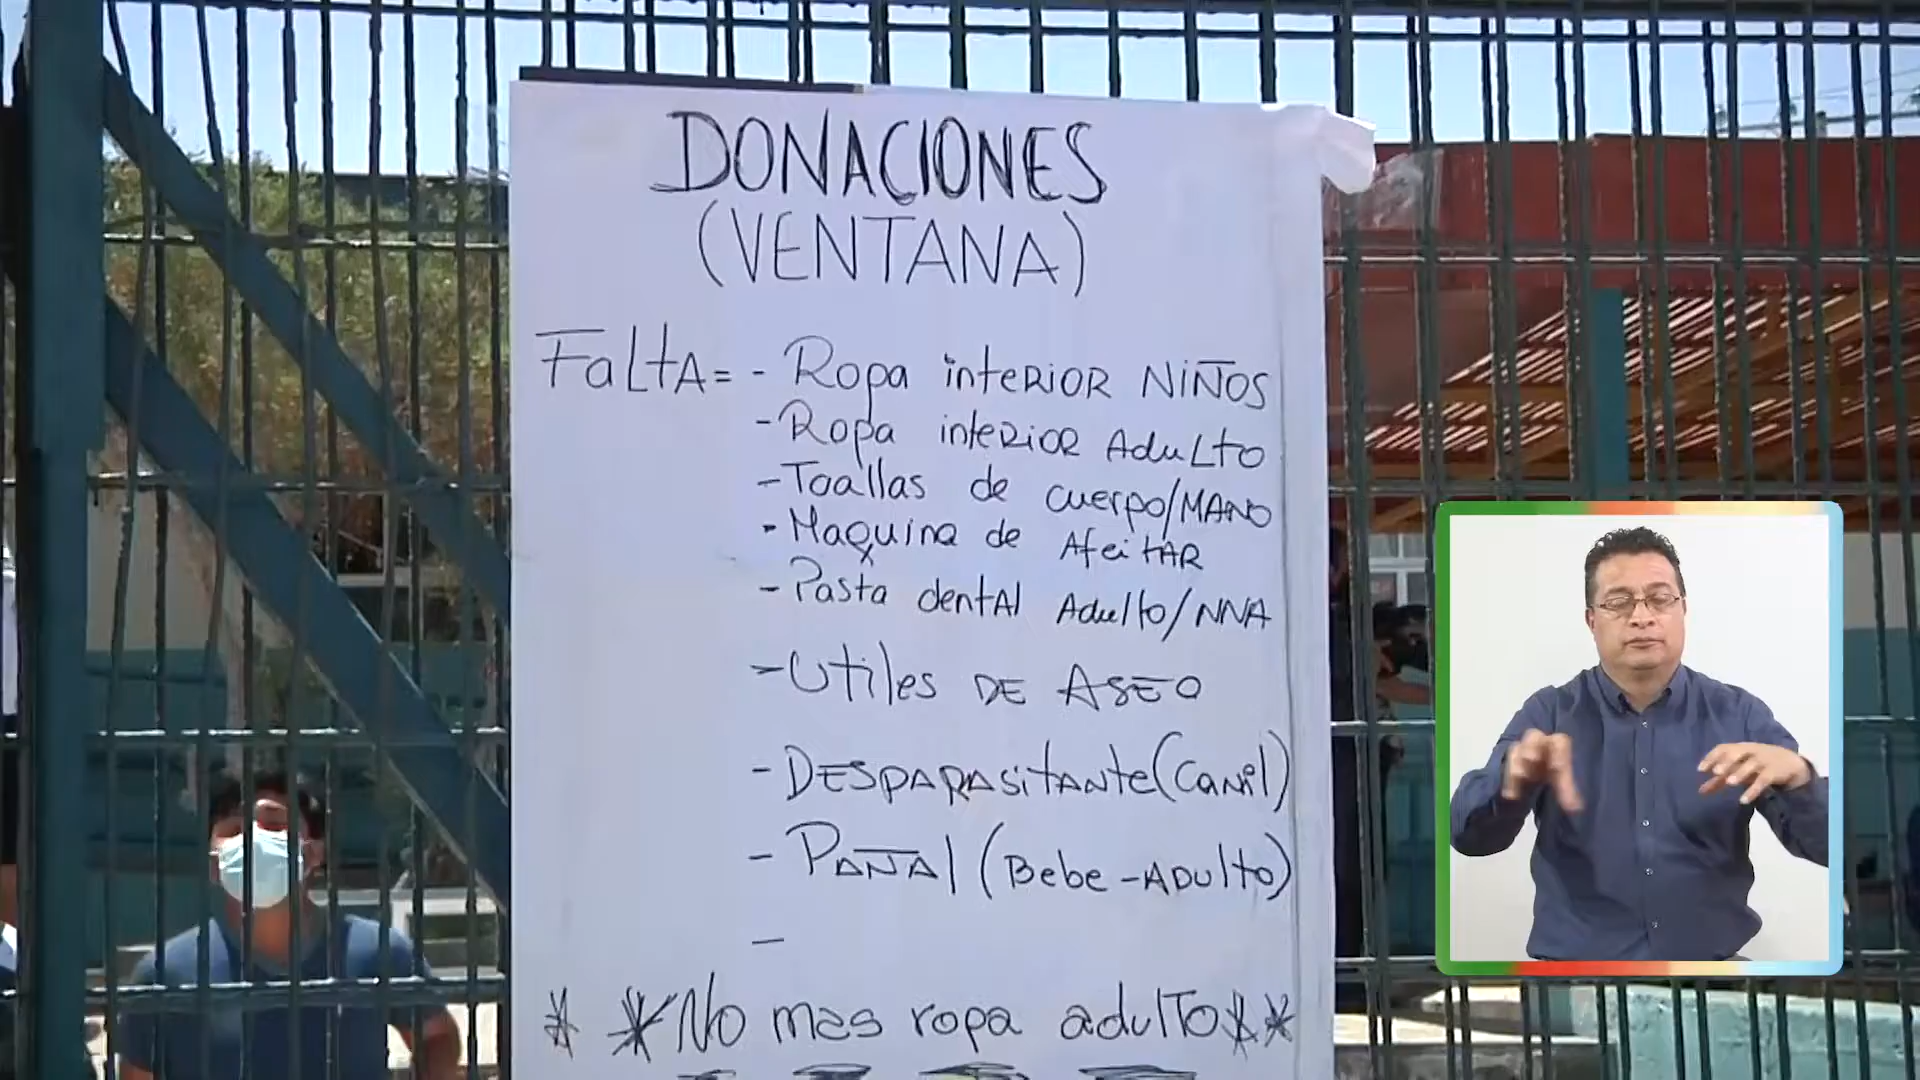 DONACIONES
(VENTANA)
FALTA = - Ropa interior NIÑOS
- Ropa interior Adulto
- Toallas de cuerpo/MANO
- Maquina de Afeitar
- Pasta dental Adulto/NNA
- Utiles DE ASEO
- DESPARASITANTE (Canil)
- PAÑAL (Bebe - ADULTO)
-
* * No mas ropa adulto * *